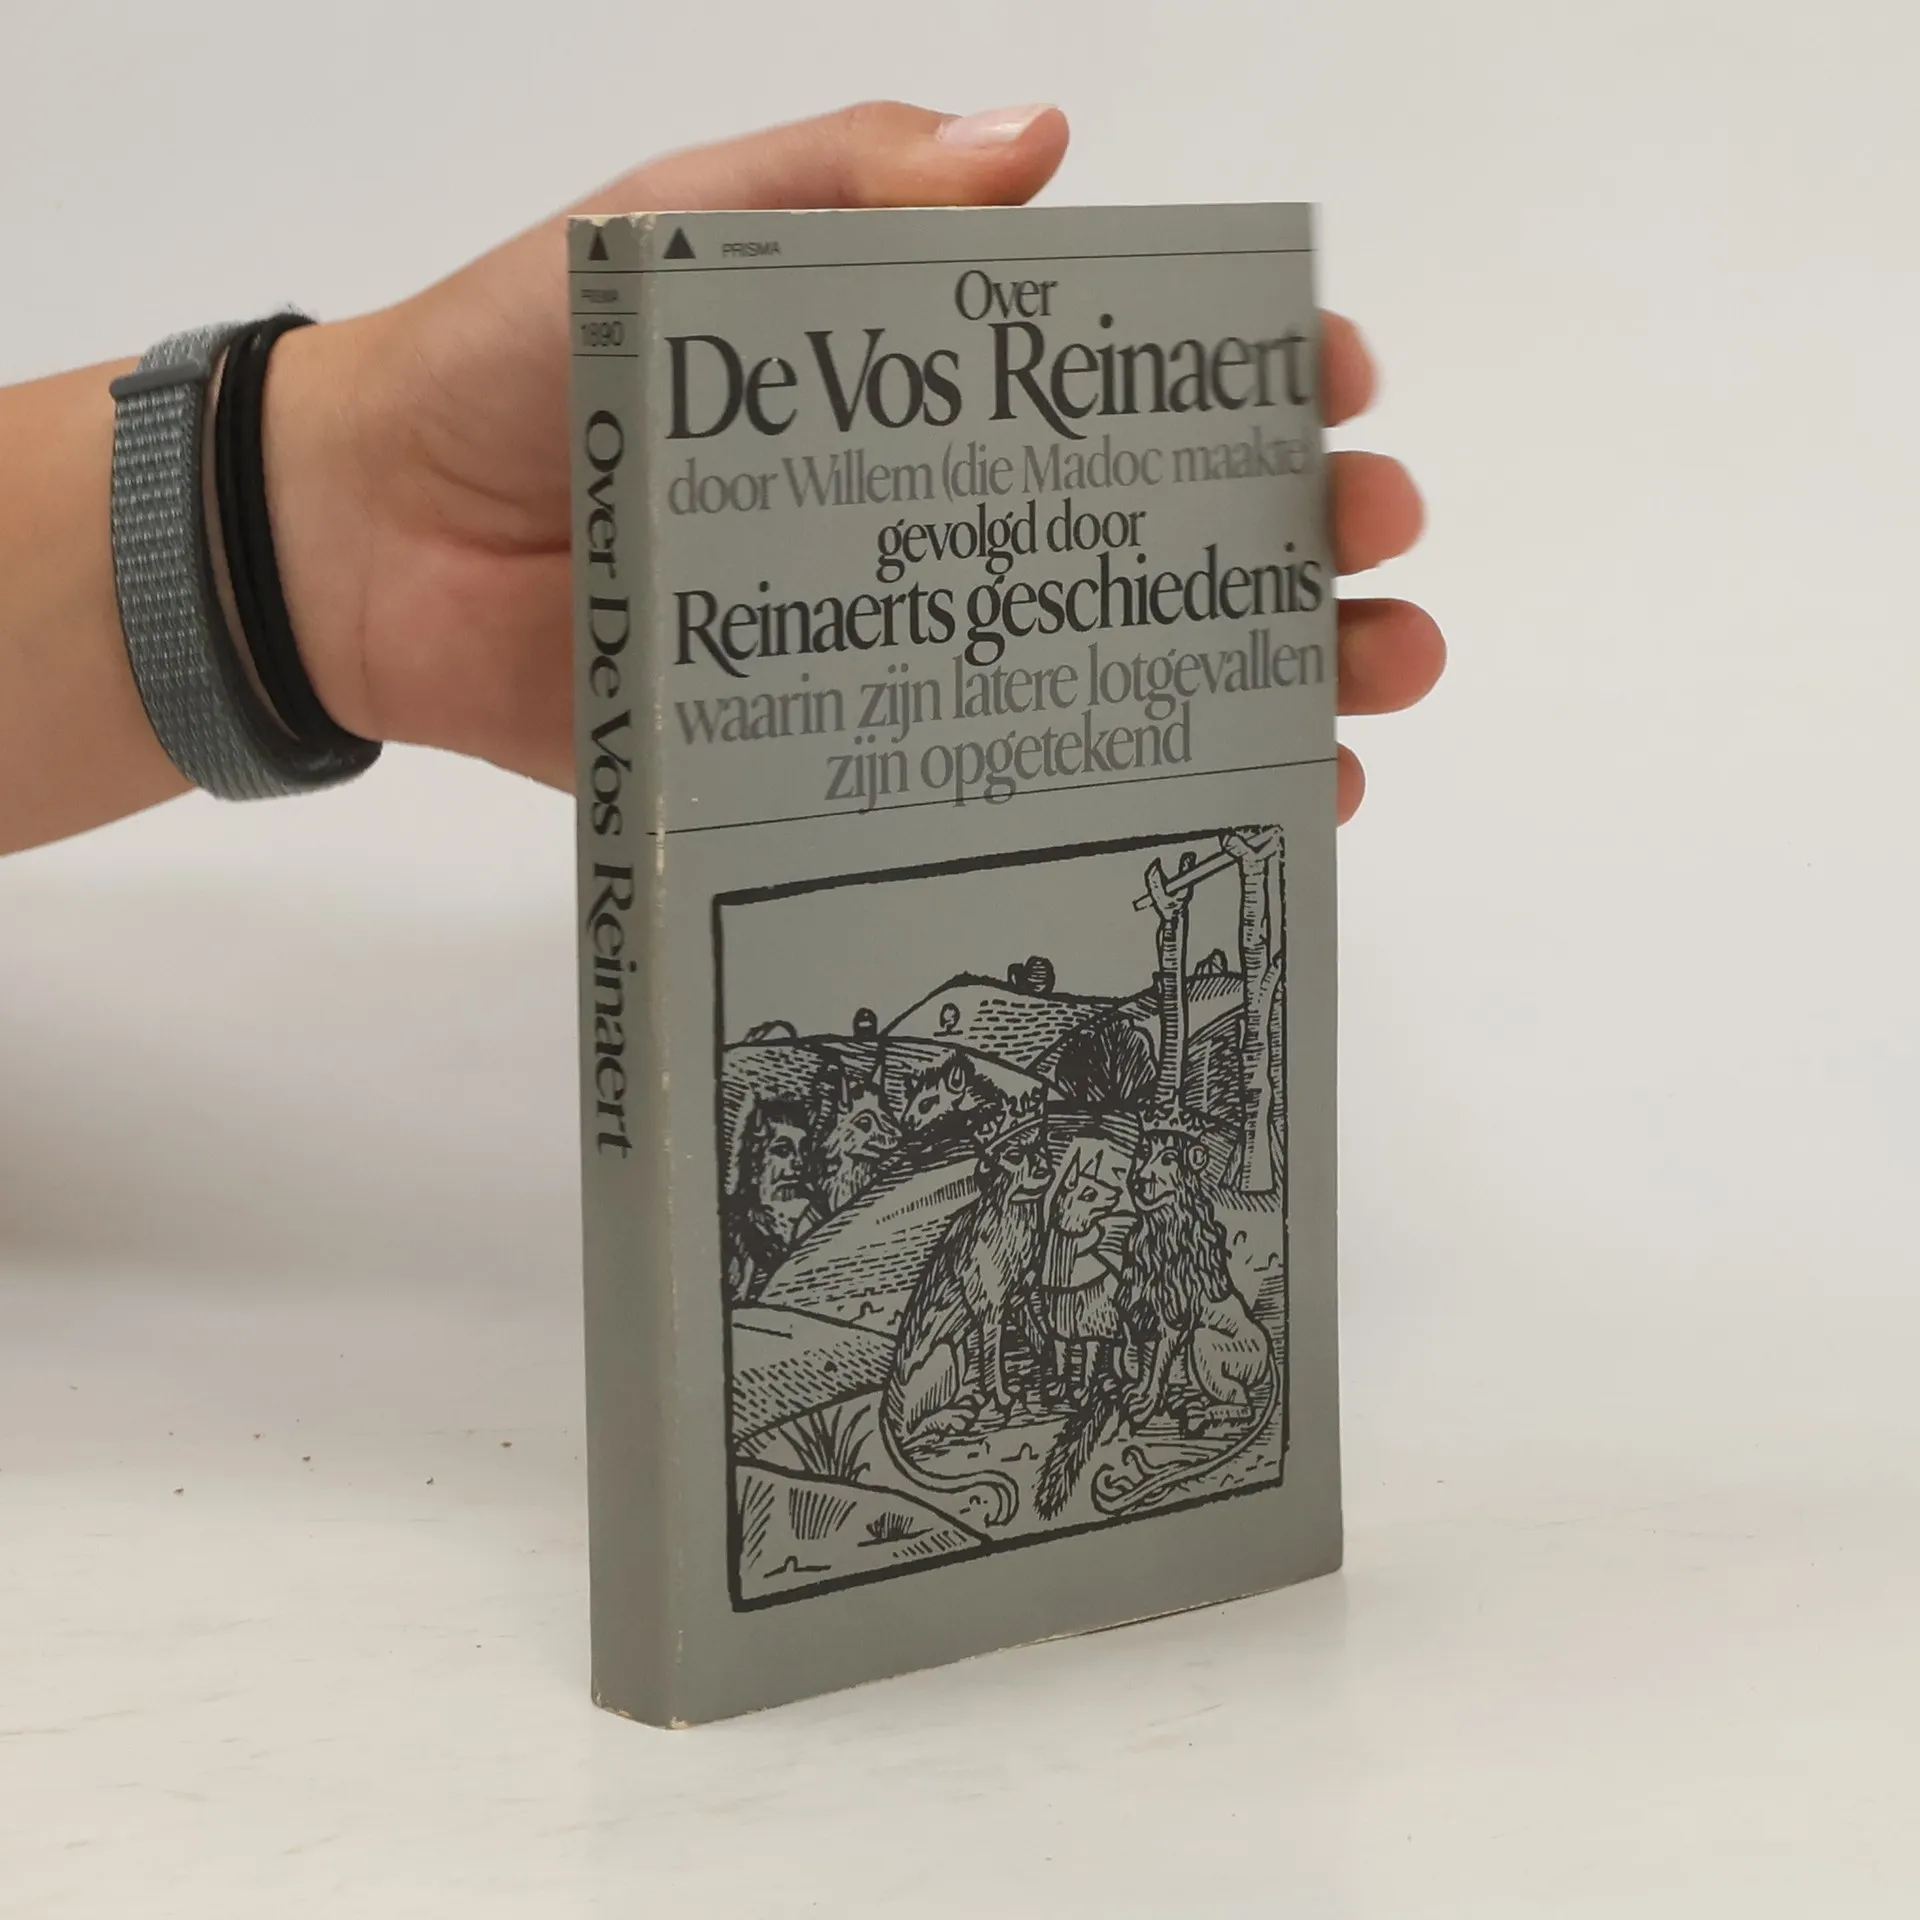 PRISMA
Over
De Vos Reinaert
door Willem (die Madoc maakte)
gevolgd door
Reinaerts geschiedenis
waarin zijn latere lotgevallen
zijn opgetekend
PRISMA
1890
Over De Vos Reinaert